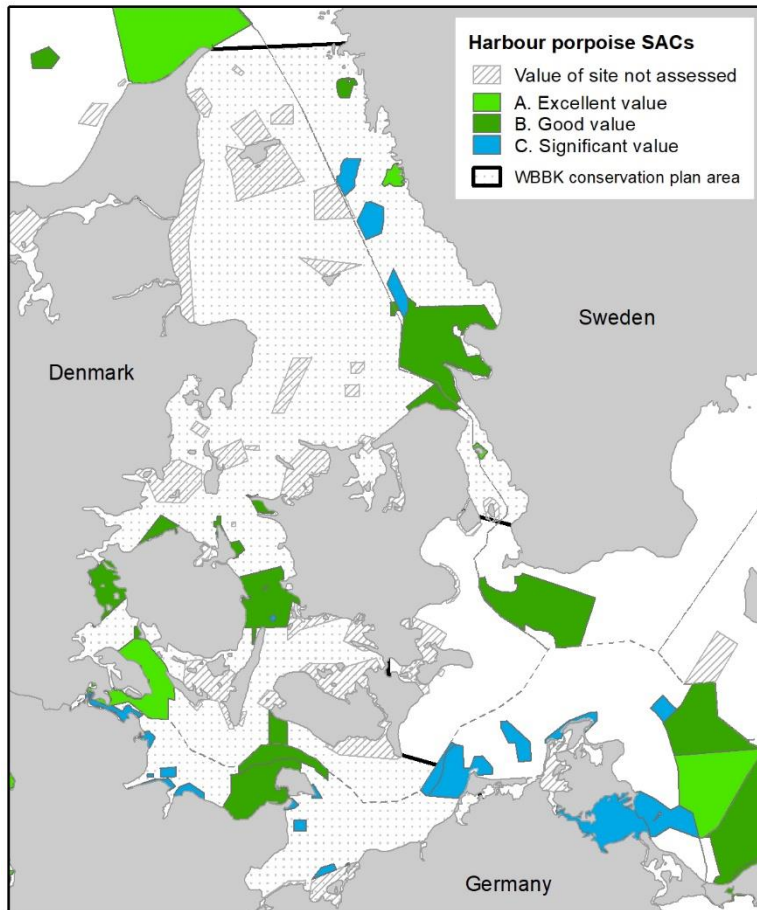 Harbour porpoise SACs
Value of site not assessed
A. Excellent value
B. Good value
C. Significant value
WBBK conservation plan area
Sweden
Denmark
Germany